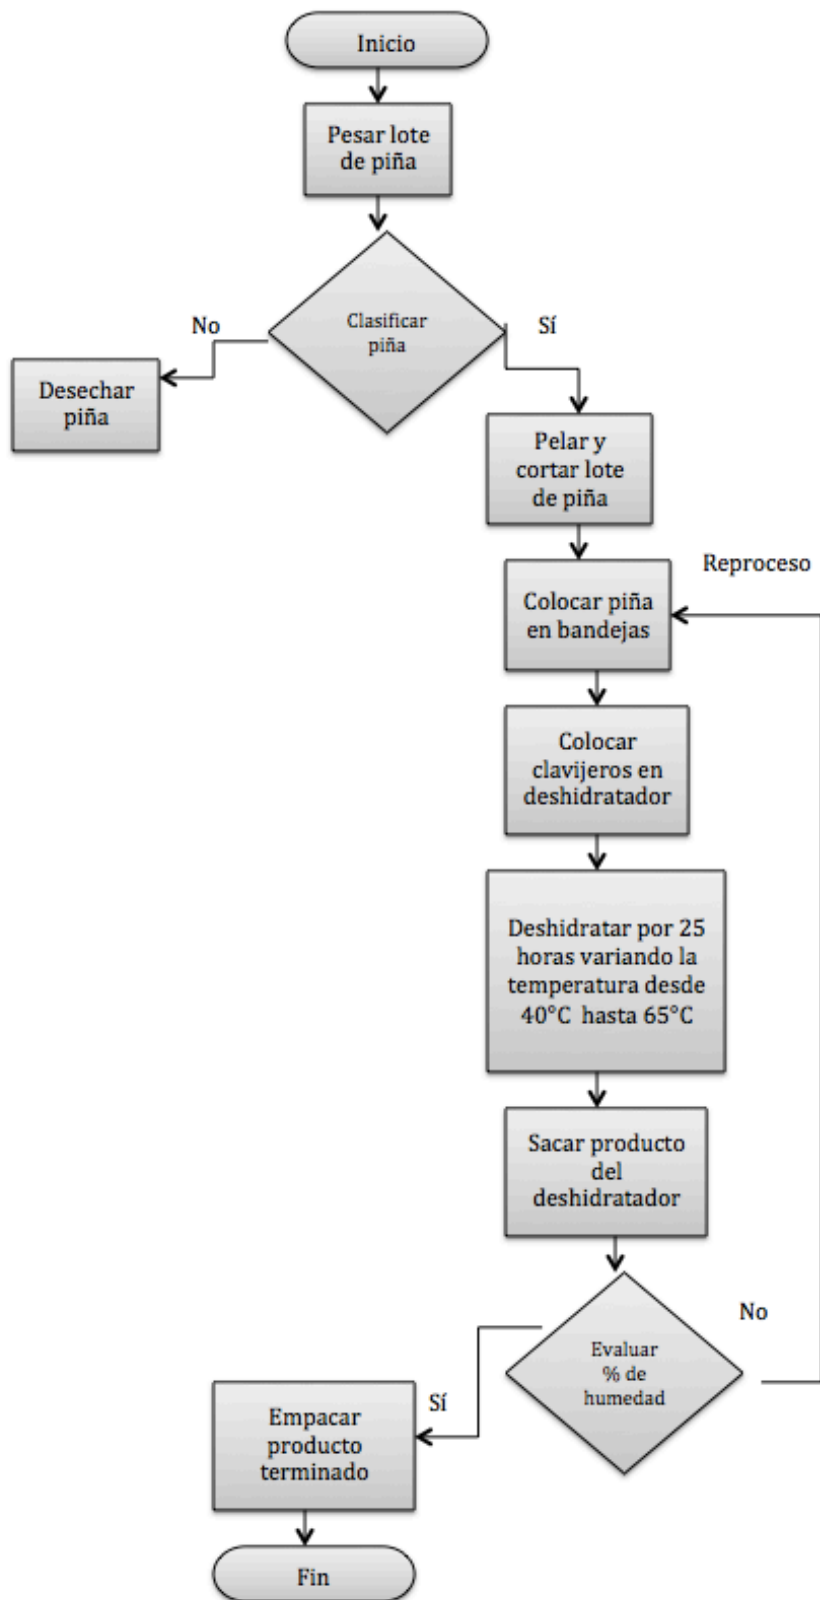 Inicio
Pesar lote
de piña
Clasificar
piña
No
Sí
Desechar
piña
Pelar y
cortar lote
de piña
Reproceso
Colocar piña
en bandejas
Colocar
clavijeros en
deshidratador
Deshidratar por 25
horas variando la
temperatura desde
40°C hasta 65°C
Sacar producto
del
deshidratador
Evaluar
% de
humedad
No
Sí
Empacar
producto
terminado
Fin